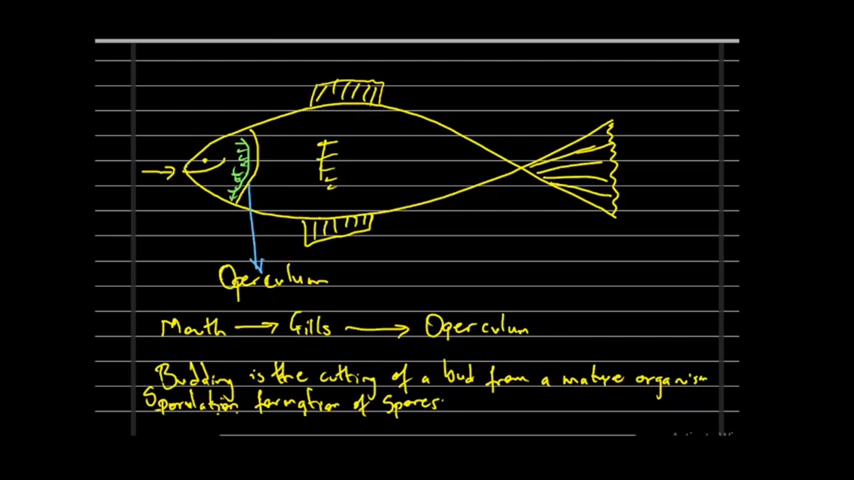 Operculum
Mouth → Gills → Operculum
Budding is the cutting of a bud from a mature organism
Sporulation formation of Spores.